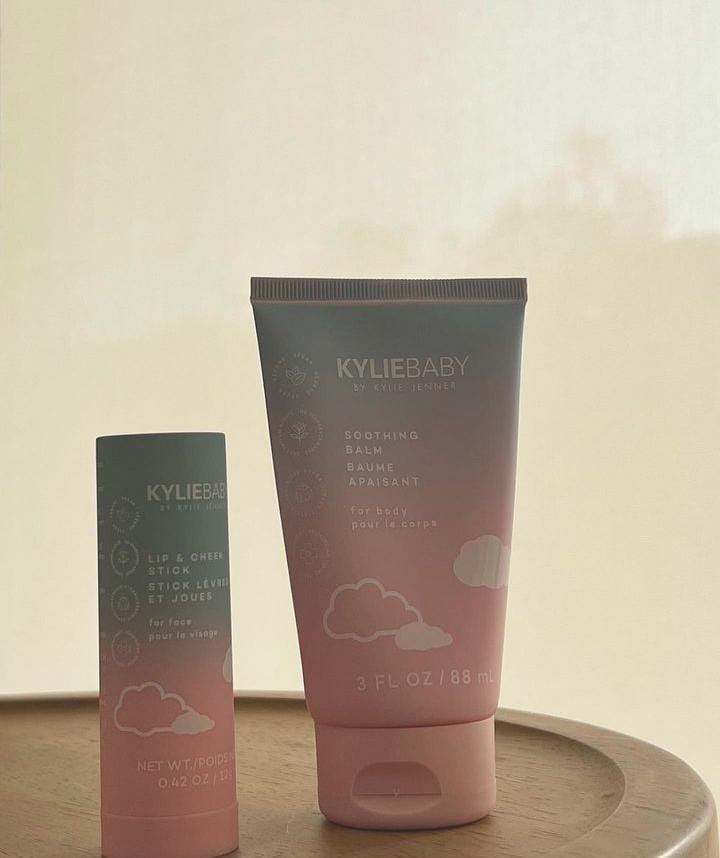 KYLIEBAB
BY KYLIE JENNER
LIP & CHEEK
STICK
STICK LÈVRES
ET JOUES
for face
pour le visage
NET WT./POIDS
0.42 OZ / 12
KYLIEBABY
BY KYLIE JENNER
SOOTHING
BALM
BAUME
APAISANT
for body
pour le corps
3 FL OZ / 88 mL